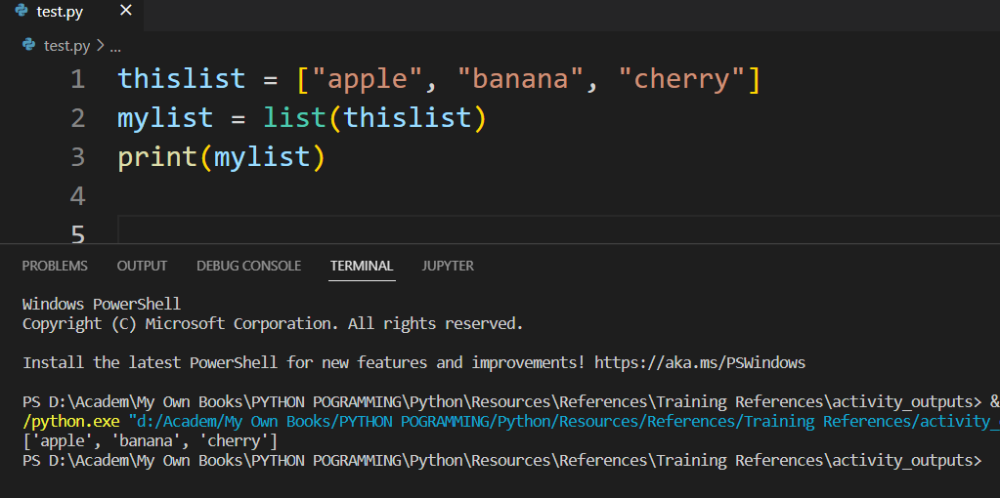 test.py ×
test.py > ...
1 thislist = ["apple", "banana", "cherry"]
2 mylist = list(thislist)
3 print(mylist)
4
5
PROBLEMS OUTPUT DEBUG CONSOLE TERMINAL JUPYTER
Windows PowerShell
Copyright (C) Microsoft Corporation. All rights reserved.
Install the latest PowerShell for new features and improvements! https://aka.ms/PSWindows
PS D:\Academ\My Own Books\PYTHON POGRAMMING\Python\Resources\References\Training References\activity_outputs> &
/python.exe "d:/Academ/My Own Books/PYTHON POGRAMMING/Python/Resources/References/Training References/activity_
['apple', 'banana', 'cherry']
PS D:\Academ\My Own Books\PYTHON POGRAMMING\Python\Resources\References\Training References\activity_outputs>